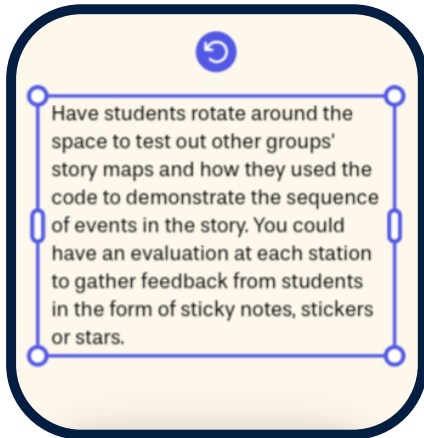 Have students rotate around the
space to test out other groups'
story maps and how they used the
code to demonstrate the sequence
of events in the story. You could
have an evaluation at each station
to gather feedback from students
in the form of sticky notes, stickers
or stars.